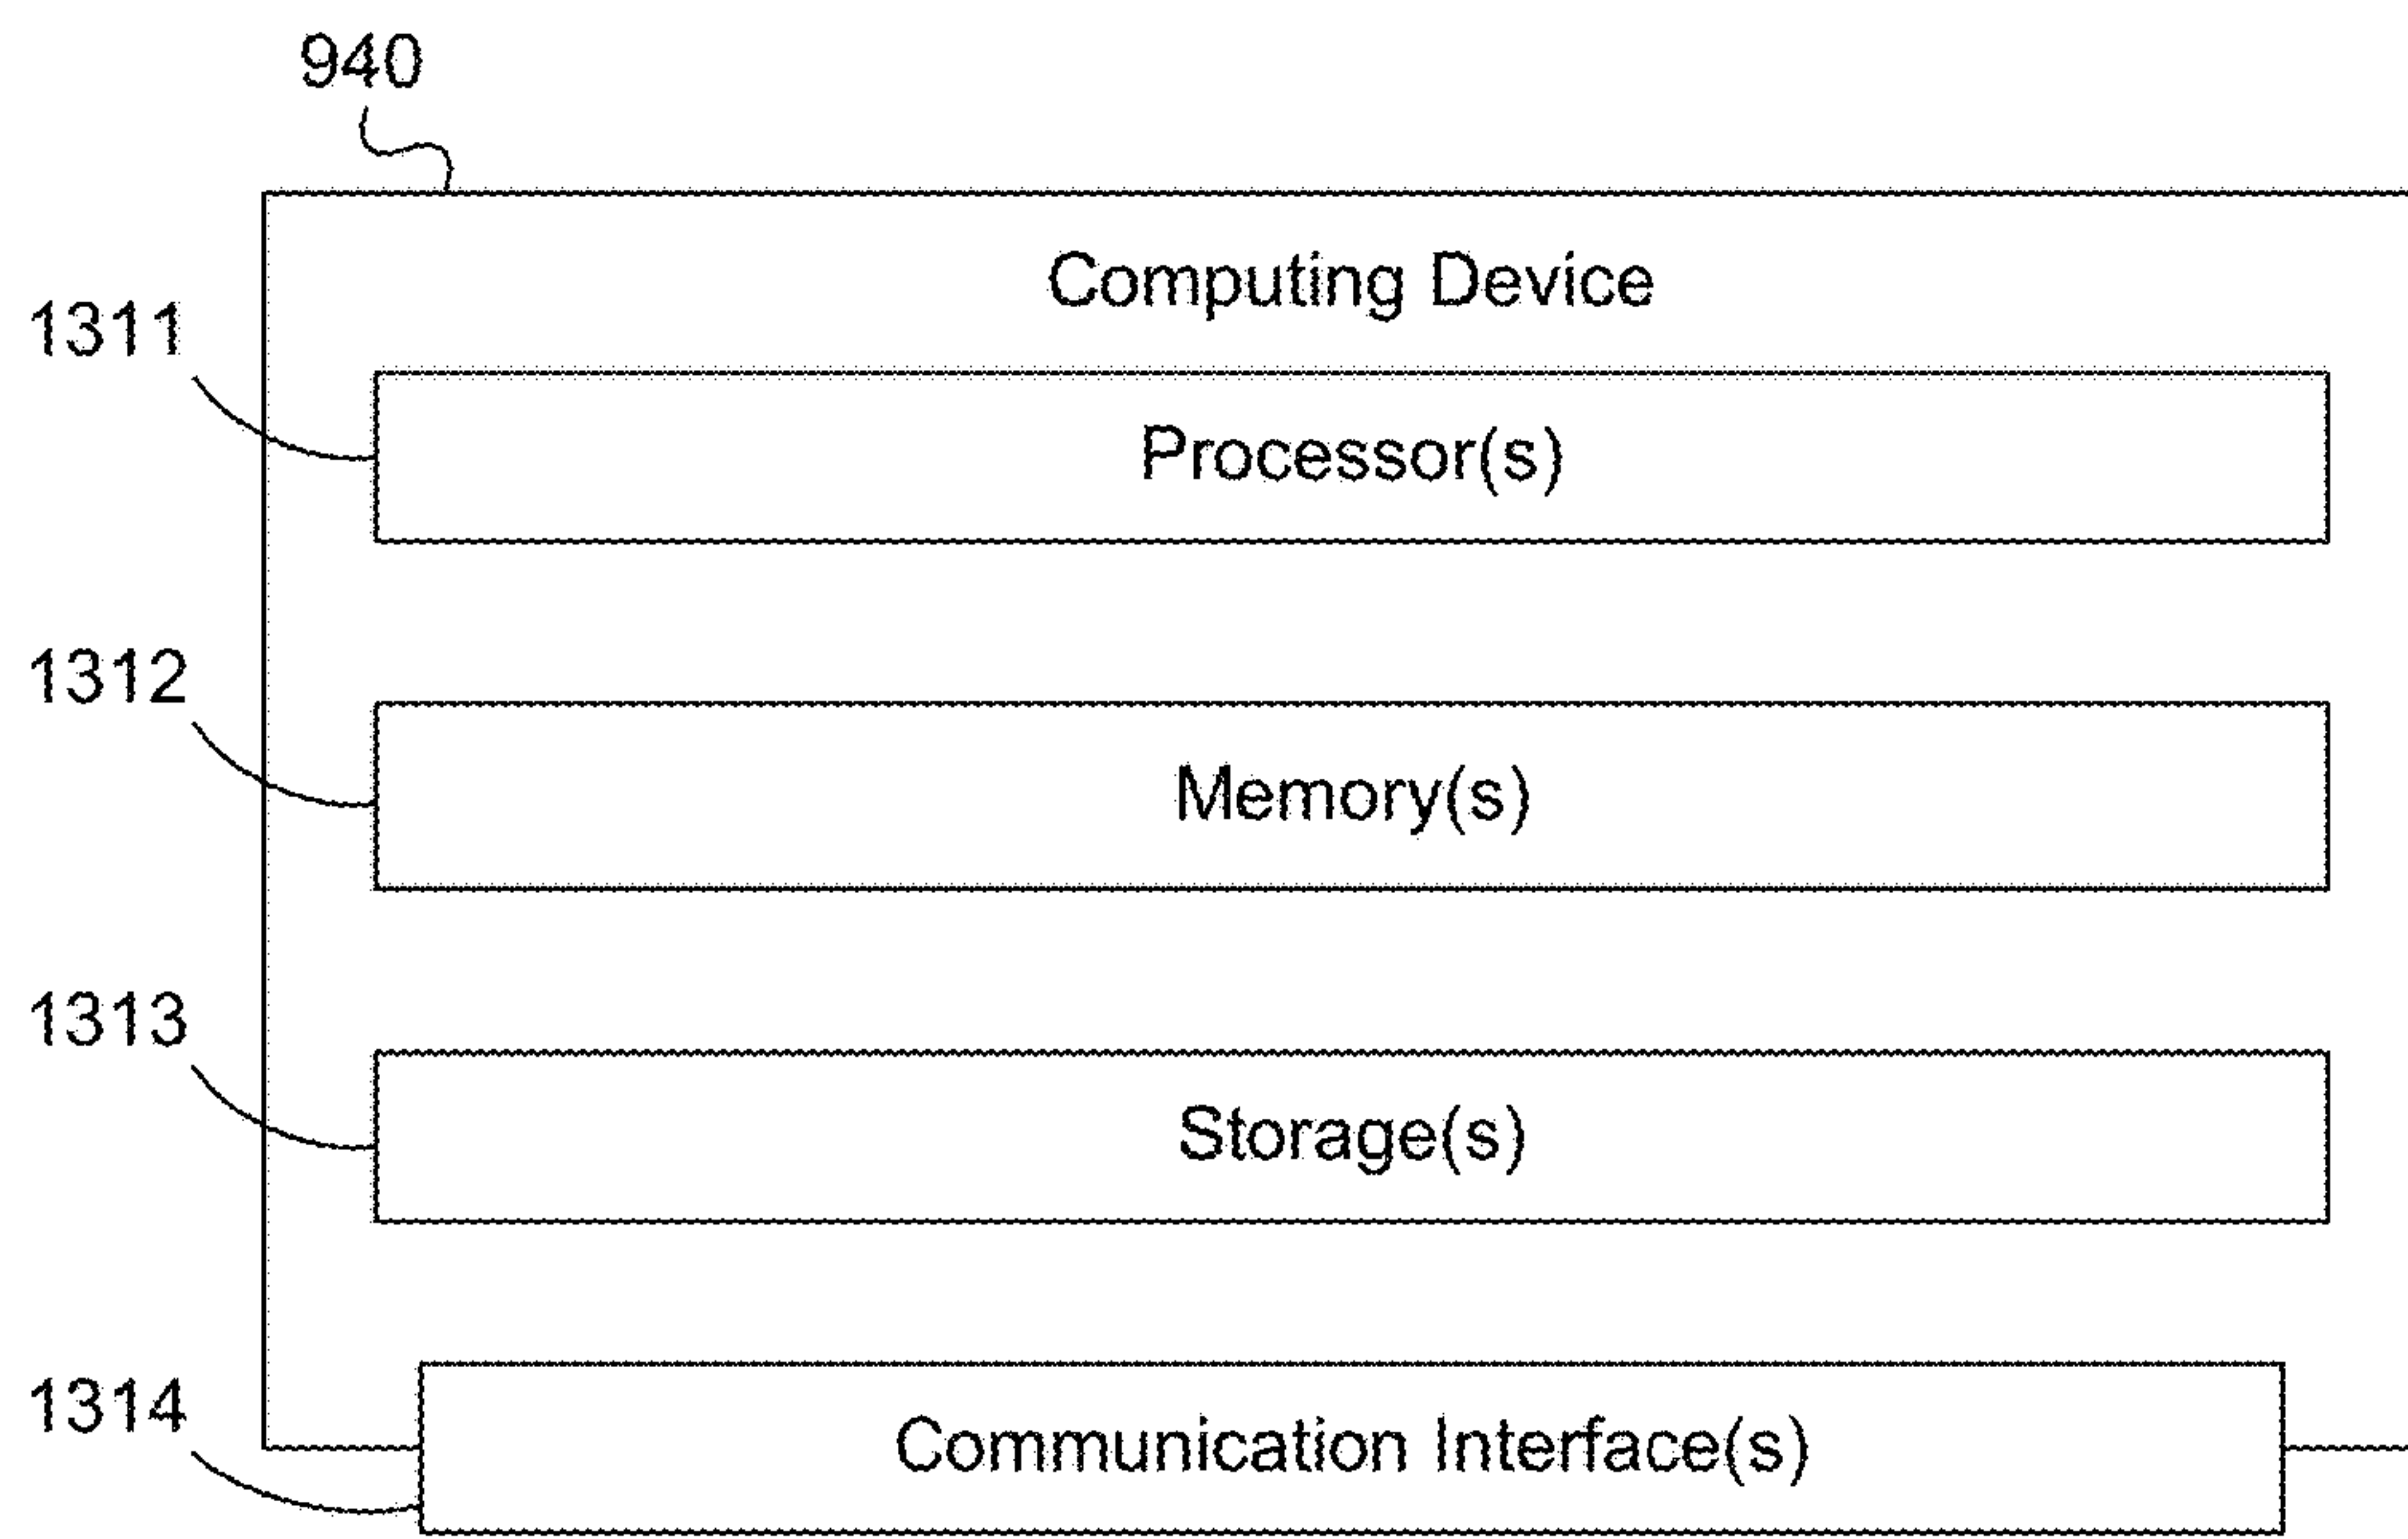 940
Computing Device
1311
Processor(s)
1312
Memory(s)
1313
Storage(s)
1314
Communication Interface(s)